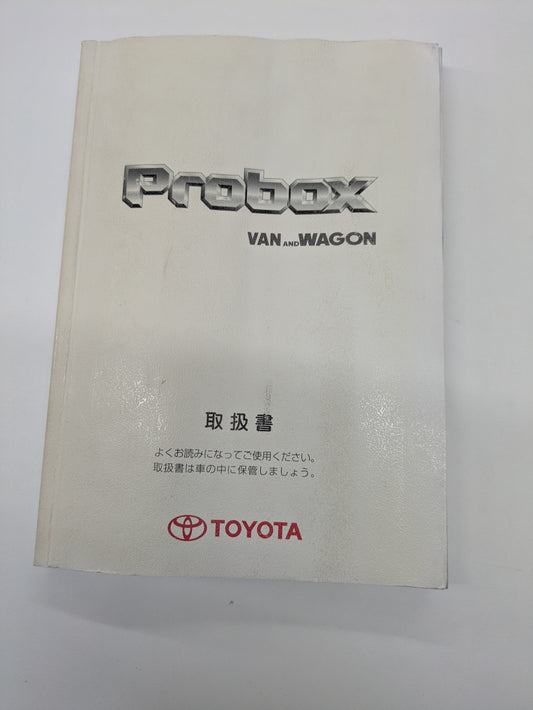 Probox
VAN AND WAGON
取扱書
よくお読みになってご使用ください。
取扱書は車の中に保管しましょう。
TOYOTA